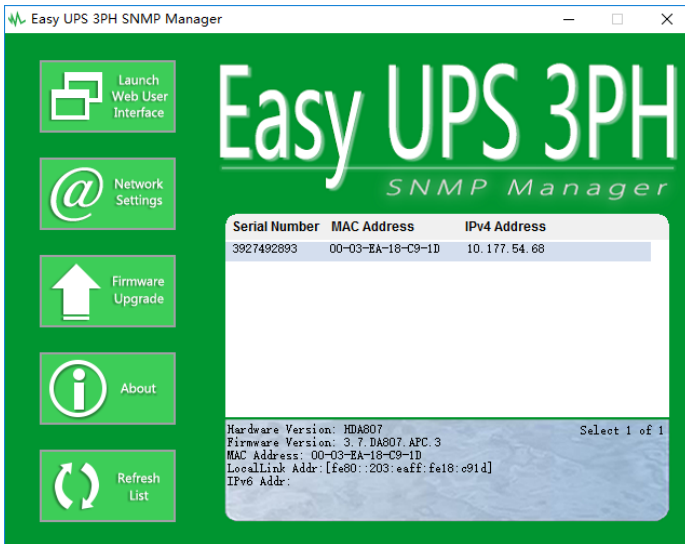 Easy UPS 3PH SNMP Manager
Launch
Web User
Interface
Network
Settings
Firmware
Upgrade
About
Refresh
List
Easy UPS 3PH
SNMP Manager
Serial Number MAC Address IPv4 Address
3927492893 00-03-EA-18-C9-1D 10.177.54.68
Hardware Version: HDA807 Select 1 of 1
Firmware Version: 3.7.DA807.APC.3
MAC Address: 00-03-EA-18-C9-1D
LocalLink Addr:[fe80::203:eaff:fe18:c91d]
IPv6 Addr: